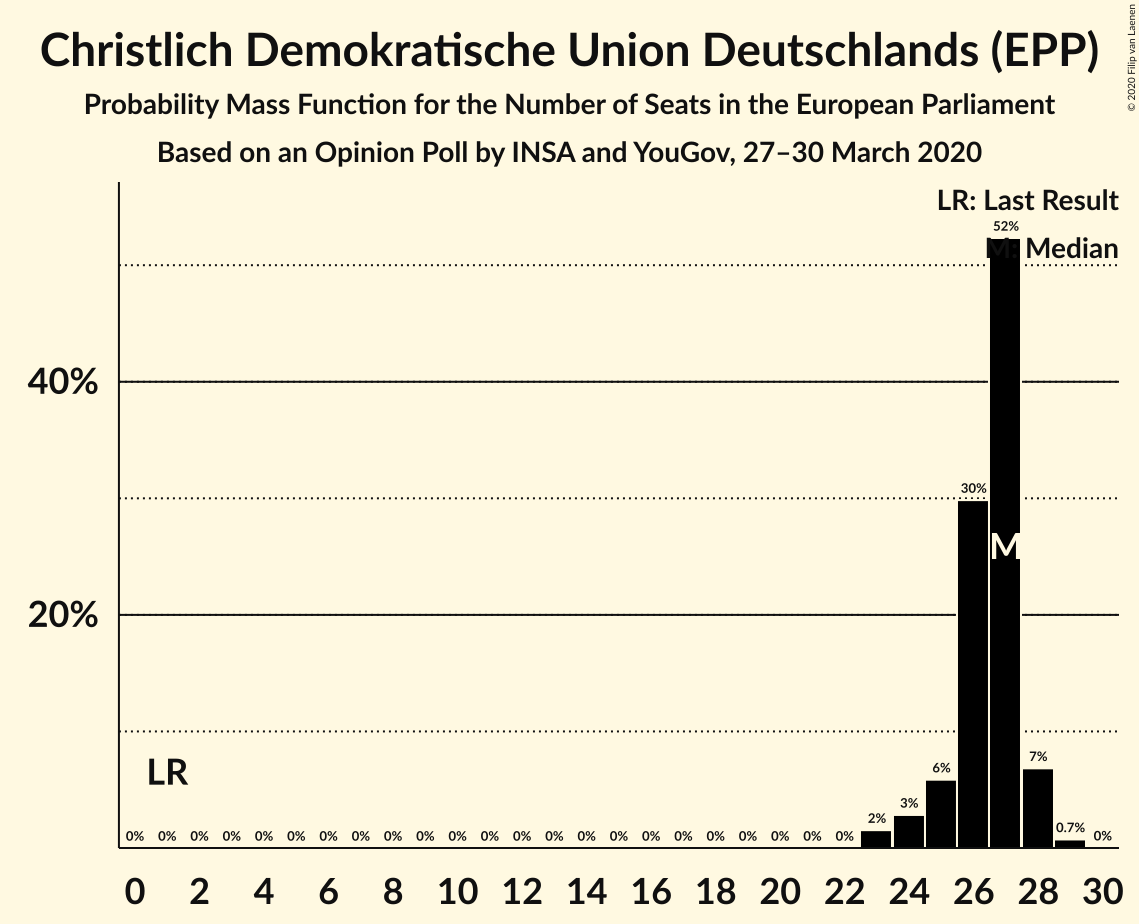 Christlich Demokratische Union Deutschlands (EPP)
Probability Mass Function for the Number of Seats in the European Parliament
Based on an Opinion Poll by INSA and YouGov, 27–30 March 2020
© 2020 Filip van Laenen
LR: Last Result
M: Median
52%
40%
30%
M
20%
LR
0% 0% 0% 0% 0% 0% 0% 0% 0% 0% 0% 0% 0% 0% 0% 0% 0% 0% 0% 0% 0% 0% 0% 2% 3% 6% 7% 0.7% 0%
0 2 4 6 8 10 12 14 16 18 20 22 24 26 28 30